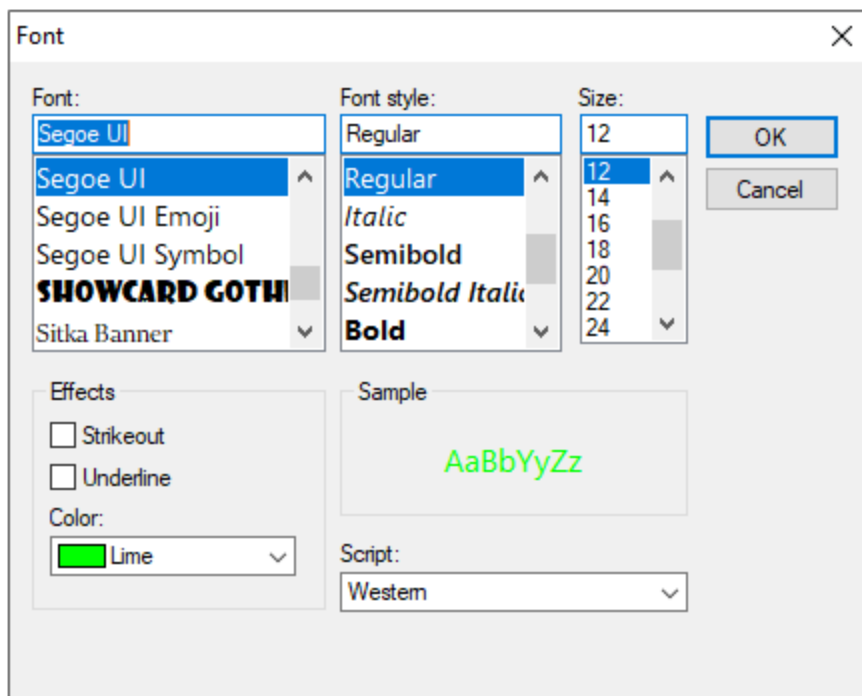 Font
Font:
Segoe UI
Segoe UI
Segoe UI Emoji
Segoe UI Symbol
SHOWCARD
Sitka Banner
Font style:
Regular
Regular
Italic
Semibold
Semibold Italic
Bold
Size:
12
12
14
16
18
20
22
24
OK
Cancel
Effects
Strikeout
Underline
Color:
Lime
Sample
AaBbYyZz
Script:
Western